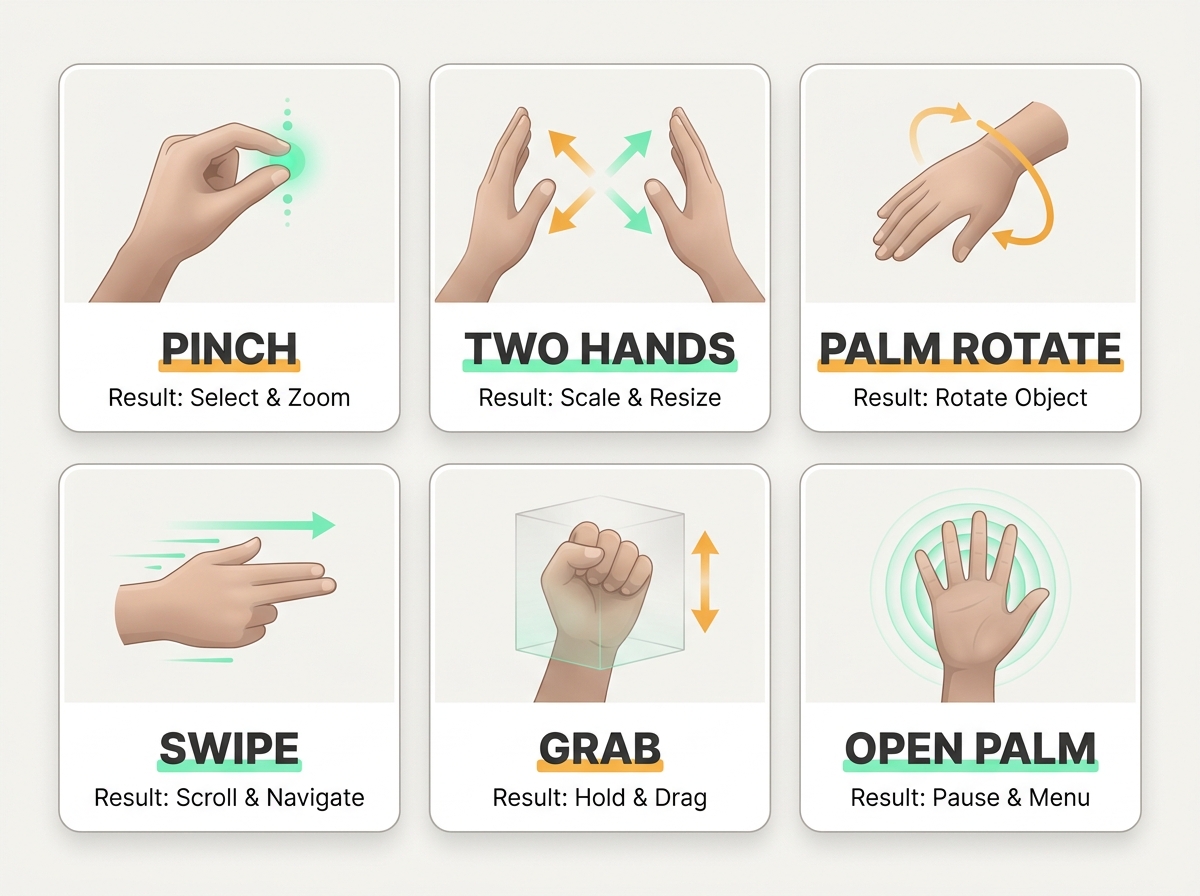 PINCH
Result: Select & Zoom
TWO HANDS
Result: Scale & Resize
PALM ROTATE
Result: Rotate Object
SWIPE
Result: Scroll & Navigate
GRAB
Result: Hold & Drag
OPEN PALM
Result: Pause & Menu